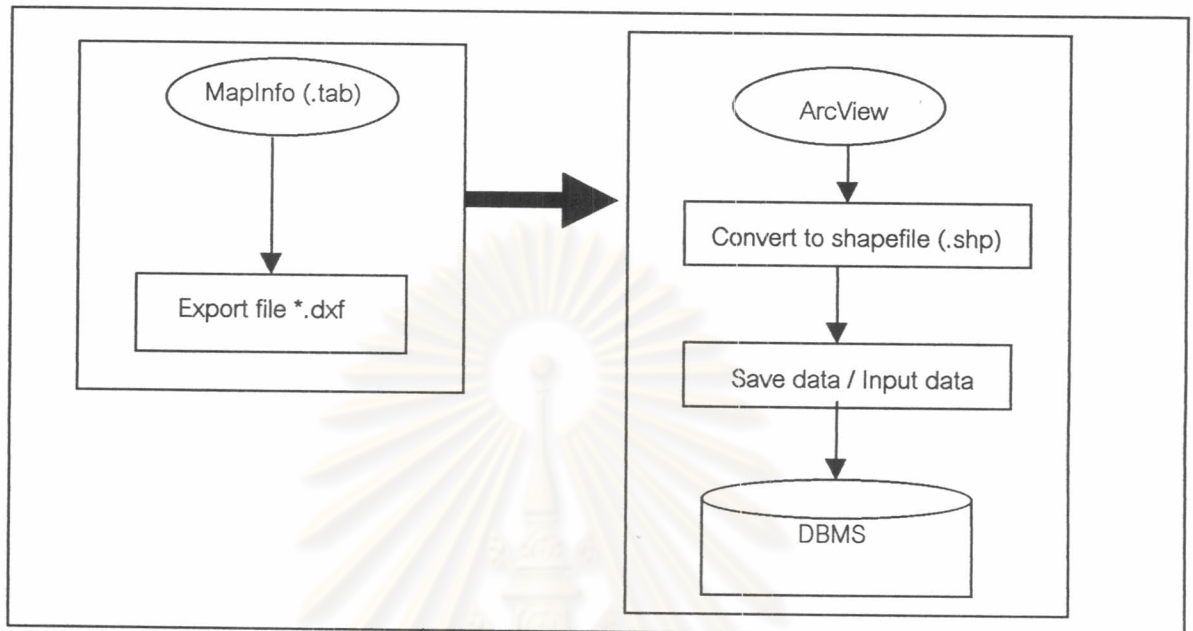 MapInfo (.tab)
Export file *.dxf
ArcView
Convert to shapefile (.shp)
Save data / Input data
DBMS